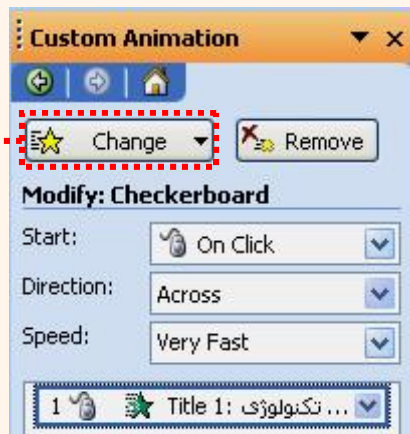 Custom Animation
Change Remove
Modify: Checkerboard
Start: On Click
Direction: Across
Speed: Very Fast
1 Title 1: تکنولوژی ...